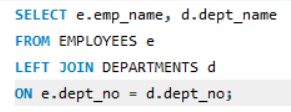 SELECT e.emp_name, d.dept_name
FROM EMPLOYEES e
LEFT JOIN DEPARTMENTS d
ON e.dept_no = d.dept_no;